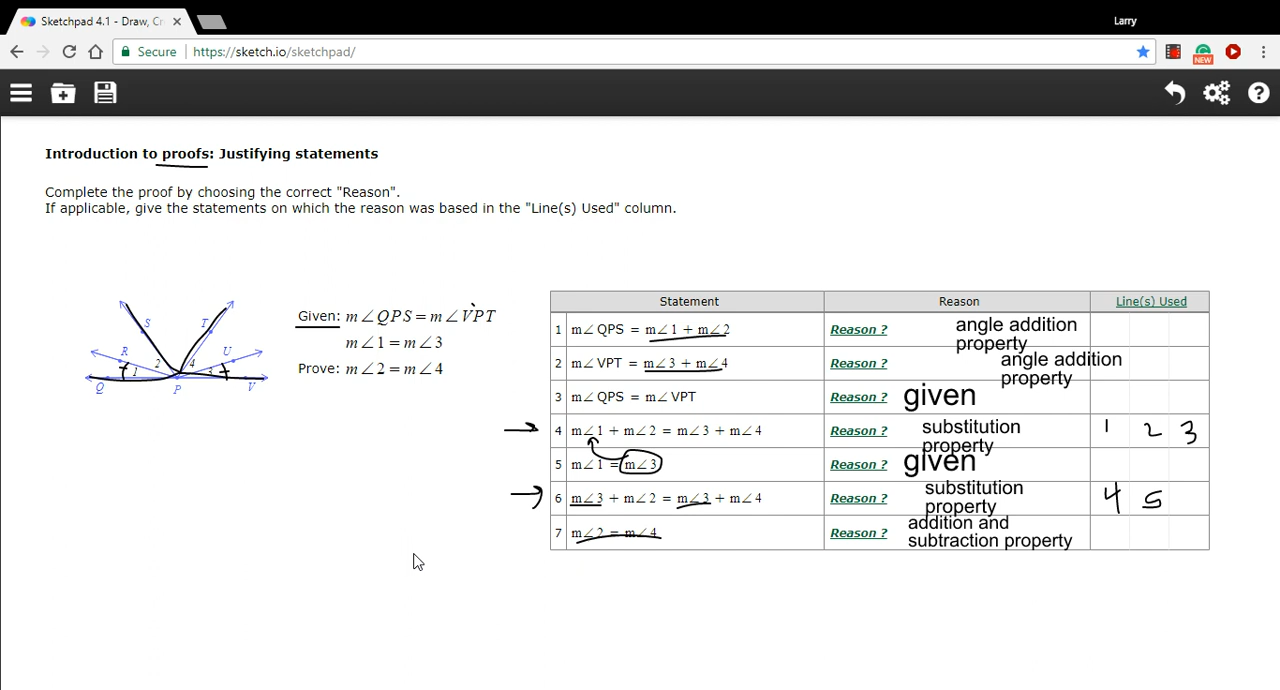 Larry
Sketchpad 4.1 - Draw, Cr
Secure https://sketch.io/sketchpad/
NEW
Introduction to proofs: Justifying statements
Complete the proof by choosing the correct "Reason".
If applicable, give the statements on which the reason was based in the "Line(s) Used" column.
S T
R U
1 2 4 3
Q P V
Given: m∠QPS = m∠VPT
m∠1 = m∠3
Prove: m∠2 = m∠4
Statement Reason Line(s) Used
1 m∠QPS = m∠1 + m∠2 Reason ? angle addition property
2 m∠VPT = m∠3 + m∠4 Reason ? angle addition property
3 m∠QPS = m∠VPT Reason ? given
4 m∠1 + m∠2 = m∠3 + m∠4 Reason ? substitution property 1 2 3
5 m∠1 = m∠3 Reason ? given
6 m∠3 + m∠2 = m∠3 + m∠4 Reason ? substitution property 4 5
7 m∠2 = m∠4 Reason ? addition and subtraction property